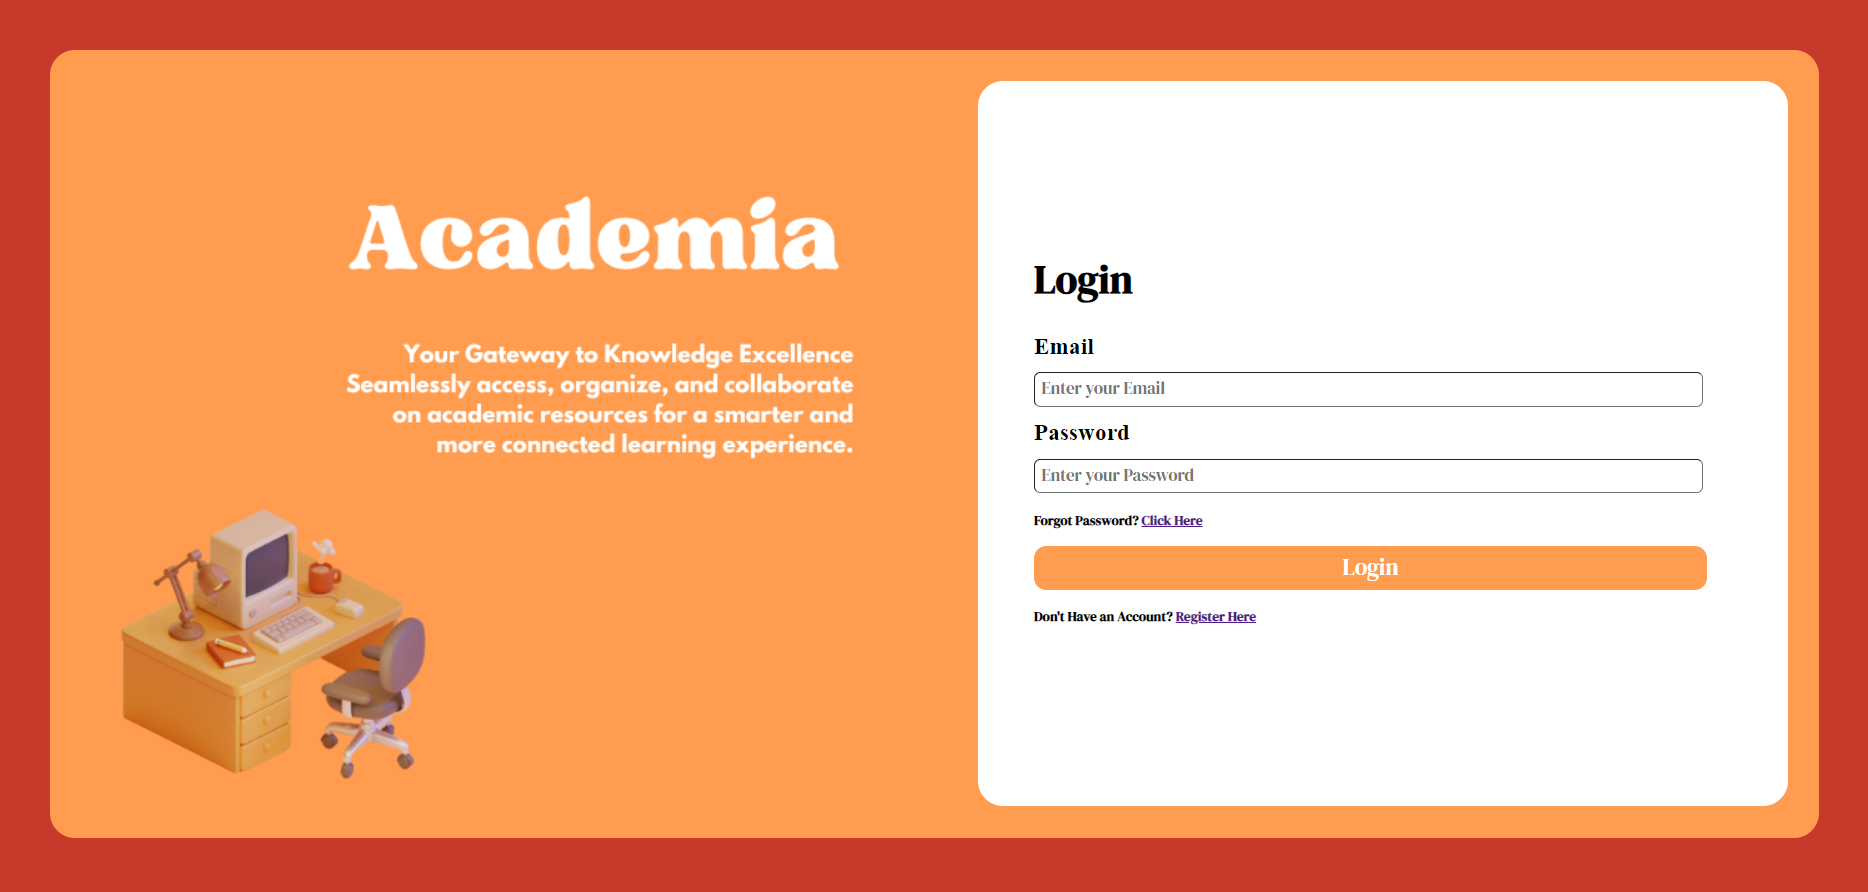 Academia
Your Gateway to Knowledge Excellence
Seamlessly access, organize, and collaborate
on academic resources for a smarter and
more connected learning experience.
Login
Email
Enter your Email
Password
Enter your Password
Forgot Password? Click Here
Login
Don't Have an Account? Register Here